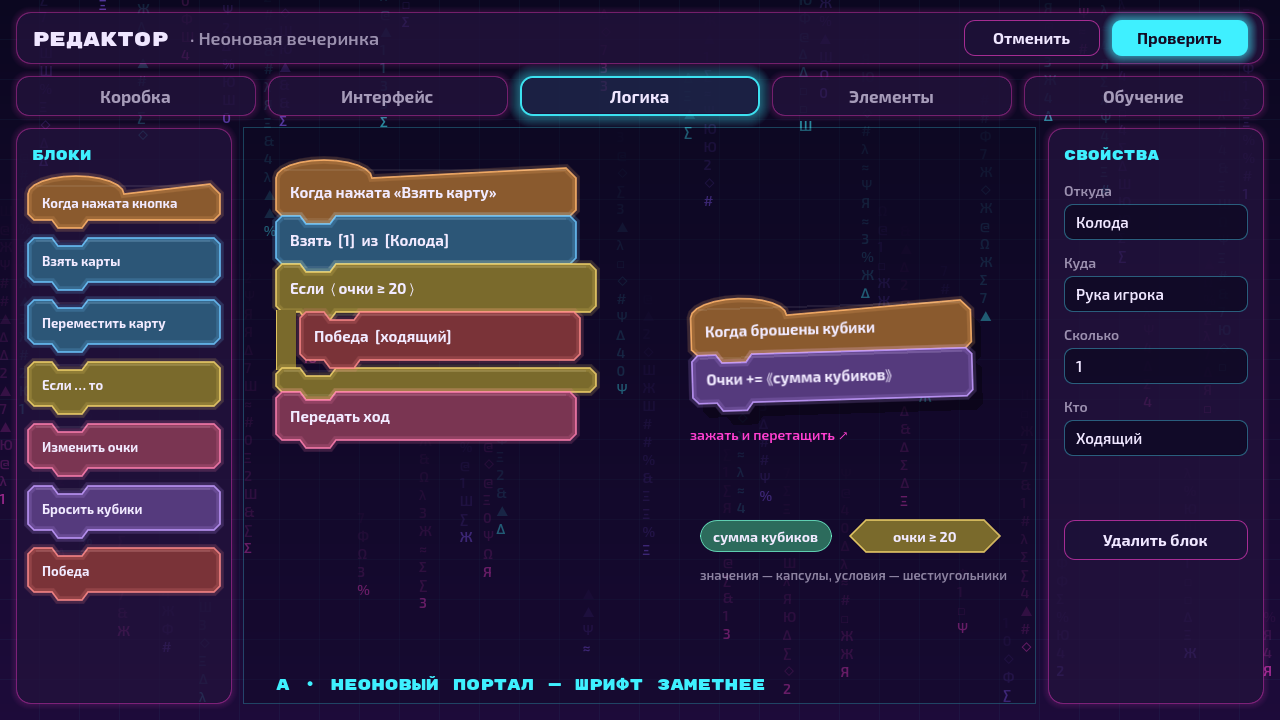 РЕДАКТОР · Неоновая вечеринка
Отменить
Проверить
Коробка
Интерфейс
Логика
Элементы
Обучение
БЛОКИ
Когда нажата кнопка
Взять карты
Переместить карту
Если … то
Изменить очки
Бросить кубики
Победа
Когда нажата «Взять карту»
Взять [1] из [Колода]
Если ⟨ очки ≥ 20 ⟩
Победа [ходящий]
Передать ход
Когда брошены кубики
Очки += ⟪сумма кубиков⟫
зажать и перетащить ↗
сумма кубиков
очки ≥ 20
значения — капсулы, условия — шестиугольники
А · НЕОНОВЫЙ ПОРТАЛ — ШРИФТ ЗАМЕТНЕЕ
СВОЙСТВА
Откуда
Колода
Куда
Рука игрока
Сколько
1
Кто
Ходящий
Удалить блок